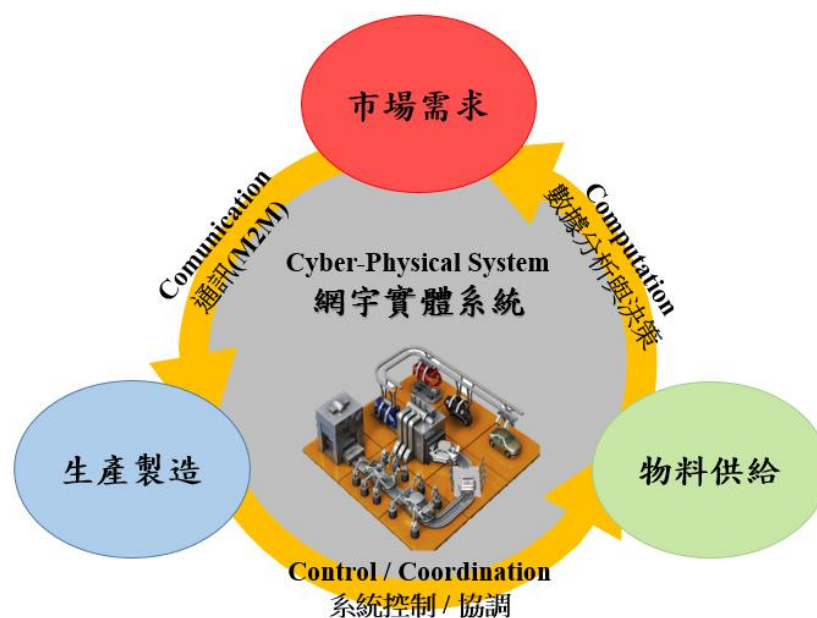 市場需求
Comunication
通訊(M2M)
Computation
數據分析與決策
Cyber-Physical System
網宇實體系統
生產製造
物料供給
Control / Coordination
系統控制 / 協調